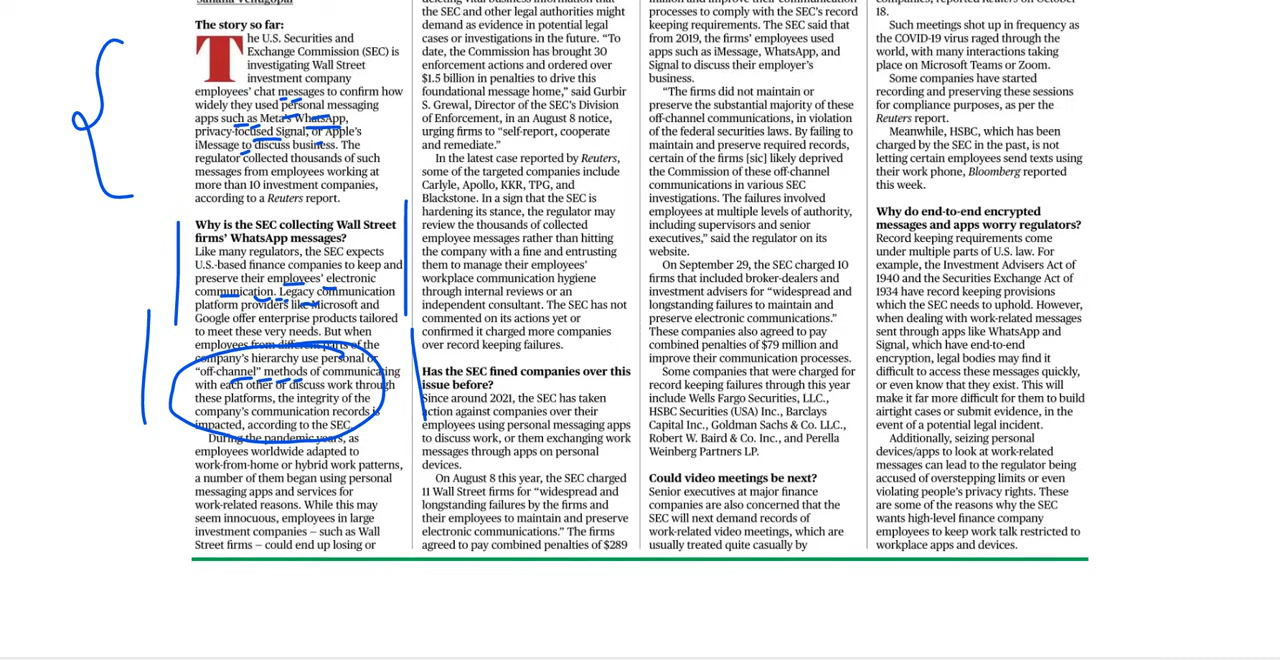 The story so far:
The U.S. Securities and
Exchange Commission (SEC) is
investigating Wall Street
investment company
employees' chat messages to confirm how
widely they used personal messaging
apps such as Meta's WhatsApp,
privacy-focused Signal, or Apple's
iMessage to discuss business. The
regulator collected thousands of such
messages from employees working at
more than 10 investment companies,
according to a Reuters report.
Why is the SEC collecting Wall Street
firms' WhatsApp messages?
Like many regulators, the SEC expects
U.S.-based finance companies to keep and
preserve their employees' electronic
communication. Legacy communication
platform providers like Microsoft and
Google offer enterprise products tailored
to meet these very needs. But when
employees from different parts of the
company's hierarchy use personal or
"off-channel" methods of communicating
with each other or discuss work through
these platforms, the integrity of the
company's communication records is
impacted, according to the SEC.
During the pandemic years, as
employees worldwide adapted to
work-from-home or hybrid work patterns,
a number of them began using personal
messaging apps and services for
work-related reasons. While this may
seem innocuous, employees in large
investment companies – such as Wall
Street firms – could end up losing or
the SEC and other legal authorities might
demand as evidence in potential legal
cases or investigations in the future. "To
date, the Commission has brought 30
enforcement actions and ordered over
$1.5 billion in penalties to drive this
foundational message home," said Gurbir
S. Grewal, Director of the SEC's Division
of Enforcement, in an August 8 notice,
urging firms to "self-report, cooperate
and remediate."
In the latest case reported by Reuters,
some of the targeted companies include
Carlyle, Apollo, KKR, TPG, and
Blackstone. In a sign that the SEC is
hardening its stance, the regulator may
review the thousands of collected
employee messages rather than hitting
the company with a fine and entrusting
them to manage their employees'
workplace communication hygiene
through internal reviews or an
independent consultant. The SEC has not
commented on its actions yet or
confirmed it charged more companies
over record keeping failures.
Has the SEC fined companies over this
issue before?
Since around 2021, the SEC has taken
action against companies over their
employees using personal messaging apps
to discuss work, or them exchanging work
messages through apps on personal
devices.
On August 8 this year, the SEC charged
11 Wall Street firms for "widespread and
longstanding failures by the firms and
their employees to maintain and preserve
electronic communications." The firms
agreed to pay combined penalties of $289
processes to comply with the SEC's record
keeping requirements. The SEC said that
from 2019, the firms' employees used
apps such as iMessage, WhatsApp, and
Signal to discuss their employer's
business.
"The firms did not maintain or
preserve the substantial majority of these
off-channel communications, in violation
of the federal securities laws. By failing to
maintain and preserve required records,
certain of the firms [sic] likely deprived
the Commission of these off-channel
communications in various SEC
investigations. The failures involved
employees at multiple levels of authority,
including supervisors and senior
executives," said the regulator on its
website.
On September 29, the SEC charged 10
firms that included broker-dealers and
investment advisers for "widespread and
longstanding failures to maintain and
preserve electronic communications."
These companies also agreed to pay
combined penalties of $79 million and
improve their communication processes.
Some companies that were charged for
record keeping failures through this year
include Wells Fargo Securities, LLC.,
HSBC Securities (USA) Inc., Barclays
Capital Inc., Goldman Sachs & Co. LLC.,
Robert W. Baird & Co. Inc., and Perella
Weinberg Partners LP.
Could video meetings be next?
Senior executives at major finance
companies are also concerned that the
SEC will next demand records of
work-related video meetings, which are
usually treated quite casually by
18.
Such meetings shot up in frequency as
the COVID-19 virus raged through the
world, with many interactions taking
place on Microsoft Teams or Zoom.
Some companies have started
recording and preserving these sessions
for compliance purposes, as per the
Reuters report.
Meanwhile, HSBC, which has been
charged by the SEC in the past, is not
letting certain employees send texts using
their work phone, Bloomberg reported
this week.
Why do end-to-end encrypted
messages and apps worry regulators?
Record keeping requirements come
under multiple parts of U.S. law. For
example, the Investment Advisers Act of
1940 and the Securities Exchange Act of
1934 have record keeping provisions
which the SEC needs to uphold. However,
when dealing with work-related messages
sent through apps like WhatsApp and
Signal, which have end-to-end
encryption, legal bodies may find it
difficult to access these messages quickly,
or even know that they exist. This will
make it far more difficult for them to build
airtight cases or submit evidence, in the
event of a potential legal incident.
Additionally, seizing personal
devices/apps to look at work-related
messages can lead to the regulator being
accused of overstepping limits or even
violating people's privacy rights. These
are some of the reasons why the SEC
wants high-level finance company
employees to keep work talk restricted to
workplace apps and devices.